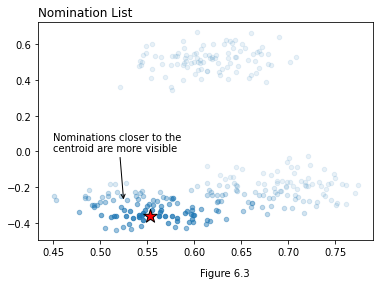 Nomination List
0.6
0.4
0.2
0.0
−0.2
−0.4
Nominations closer to the
centroid are more visible
0.45 0.50 0.55 0.60 0.65 0.70 0.75
Figure 6.3